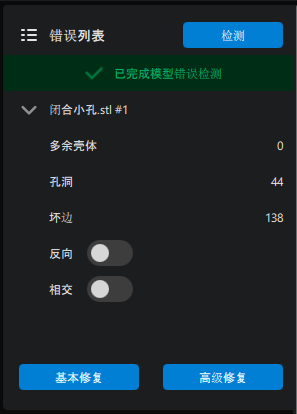 错误列表
检测
已完成模型错误检测
闭合小孔.stl #1
多余壳体 0
孔洞 44
坏边 138
反向
相交
基本修复
高级修复